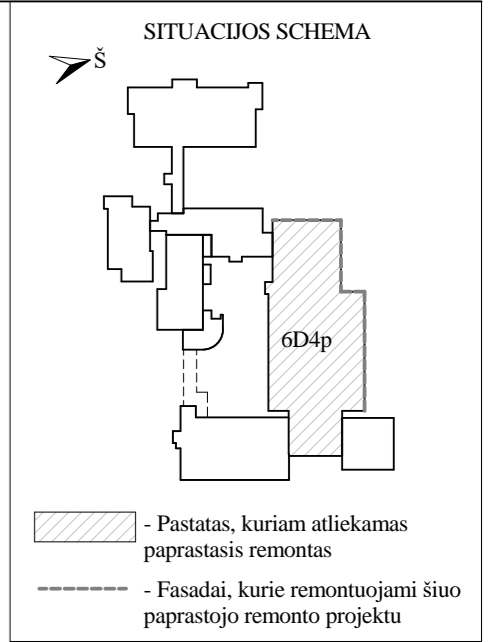 SITUACIJOS SCHEMA
Š
6D4p
- Pastatas, kuriam atliekamas
paprastasis remontas
- Fasadai, kurie remontuojami šiuo
paprastojo remonto projektu